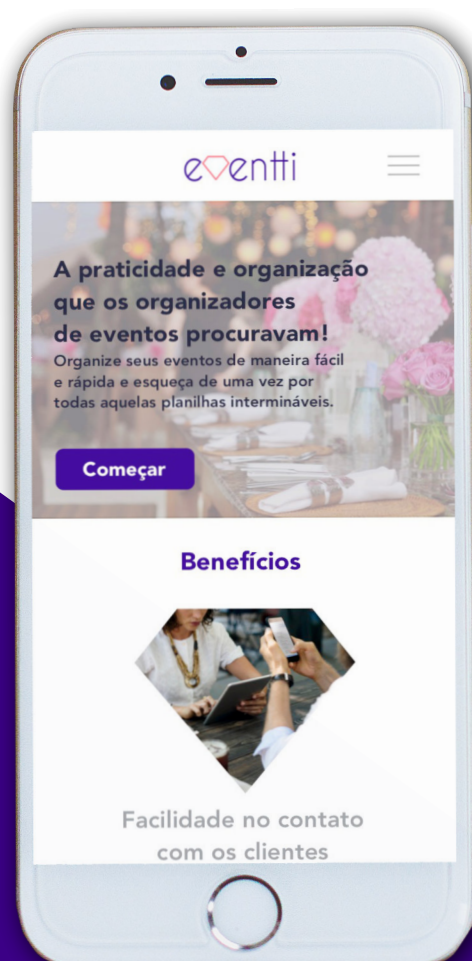 eventti
A praticidade e organização
que os organizadores
de eventos procuravam!
Organize seus eventos de maneira fácil
e rápida e esqueça de uma vez por
todas aquelas planilhas intermináveis.
Começar
Benefícios
Facilidade no contato
com os clientes